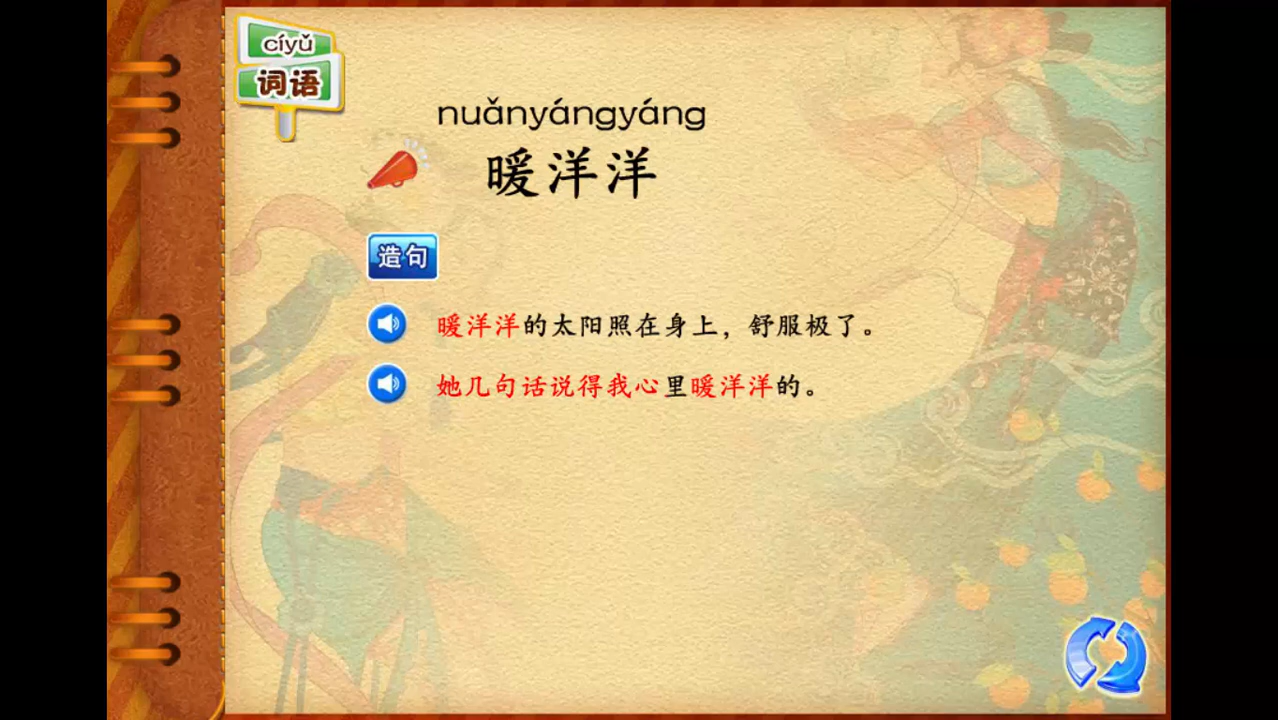 cíyǔ
词语
nuǎnyángyáng
暖洋洋
造句
暖洋洋的太阳照在身上，舒服极了。
她几句话说得我心里暖洋洋的。